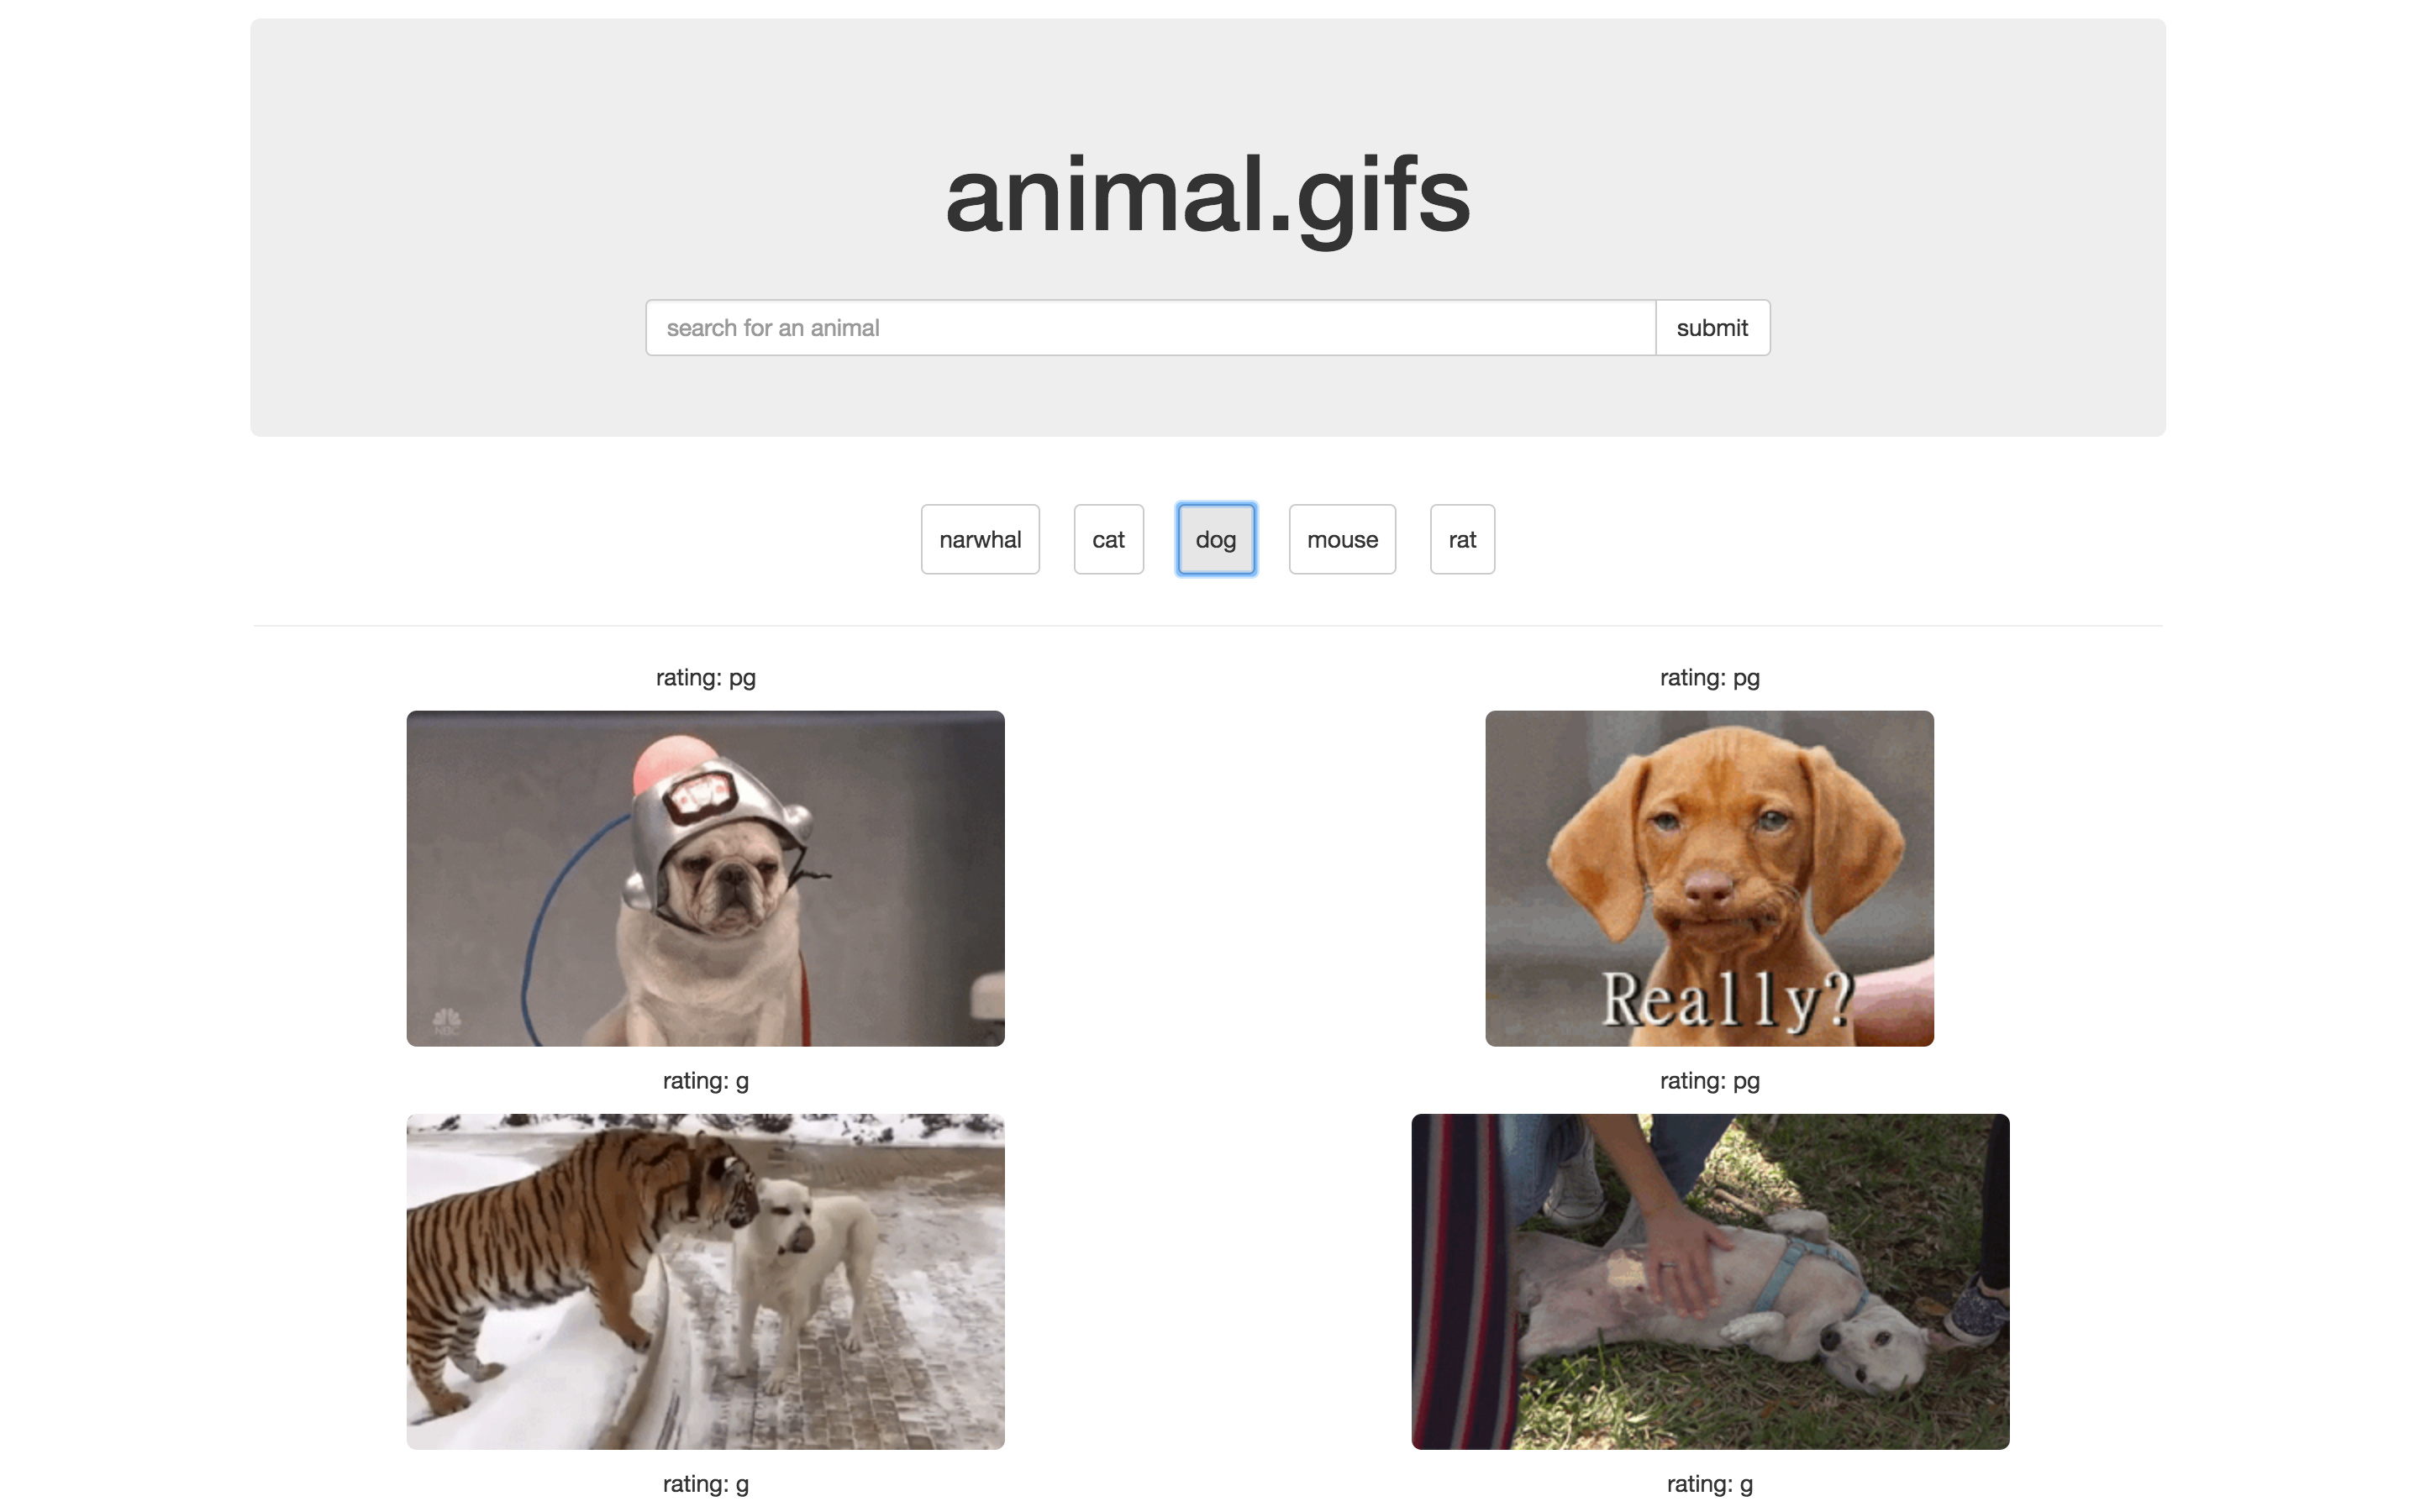 animal.gifs
search for an animal submit
narwhal cat dog mouse rat
rating: pg rating: pg
NBC
Really?
rating: g rating: pg
rating: g rating: g